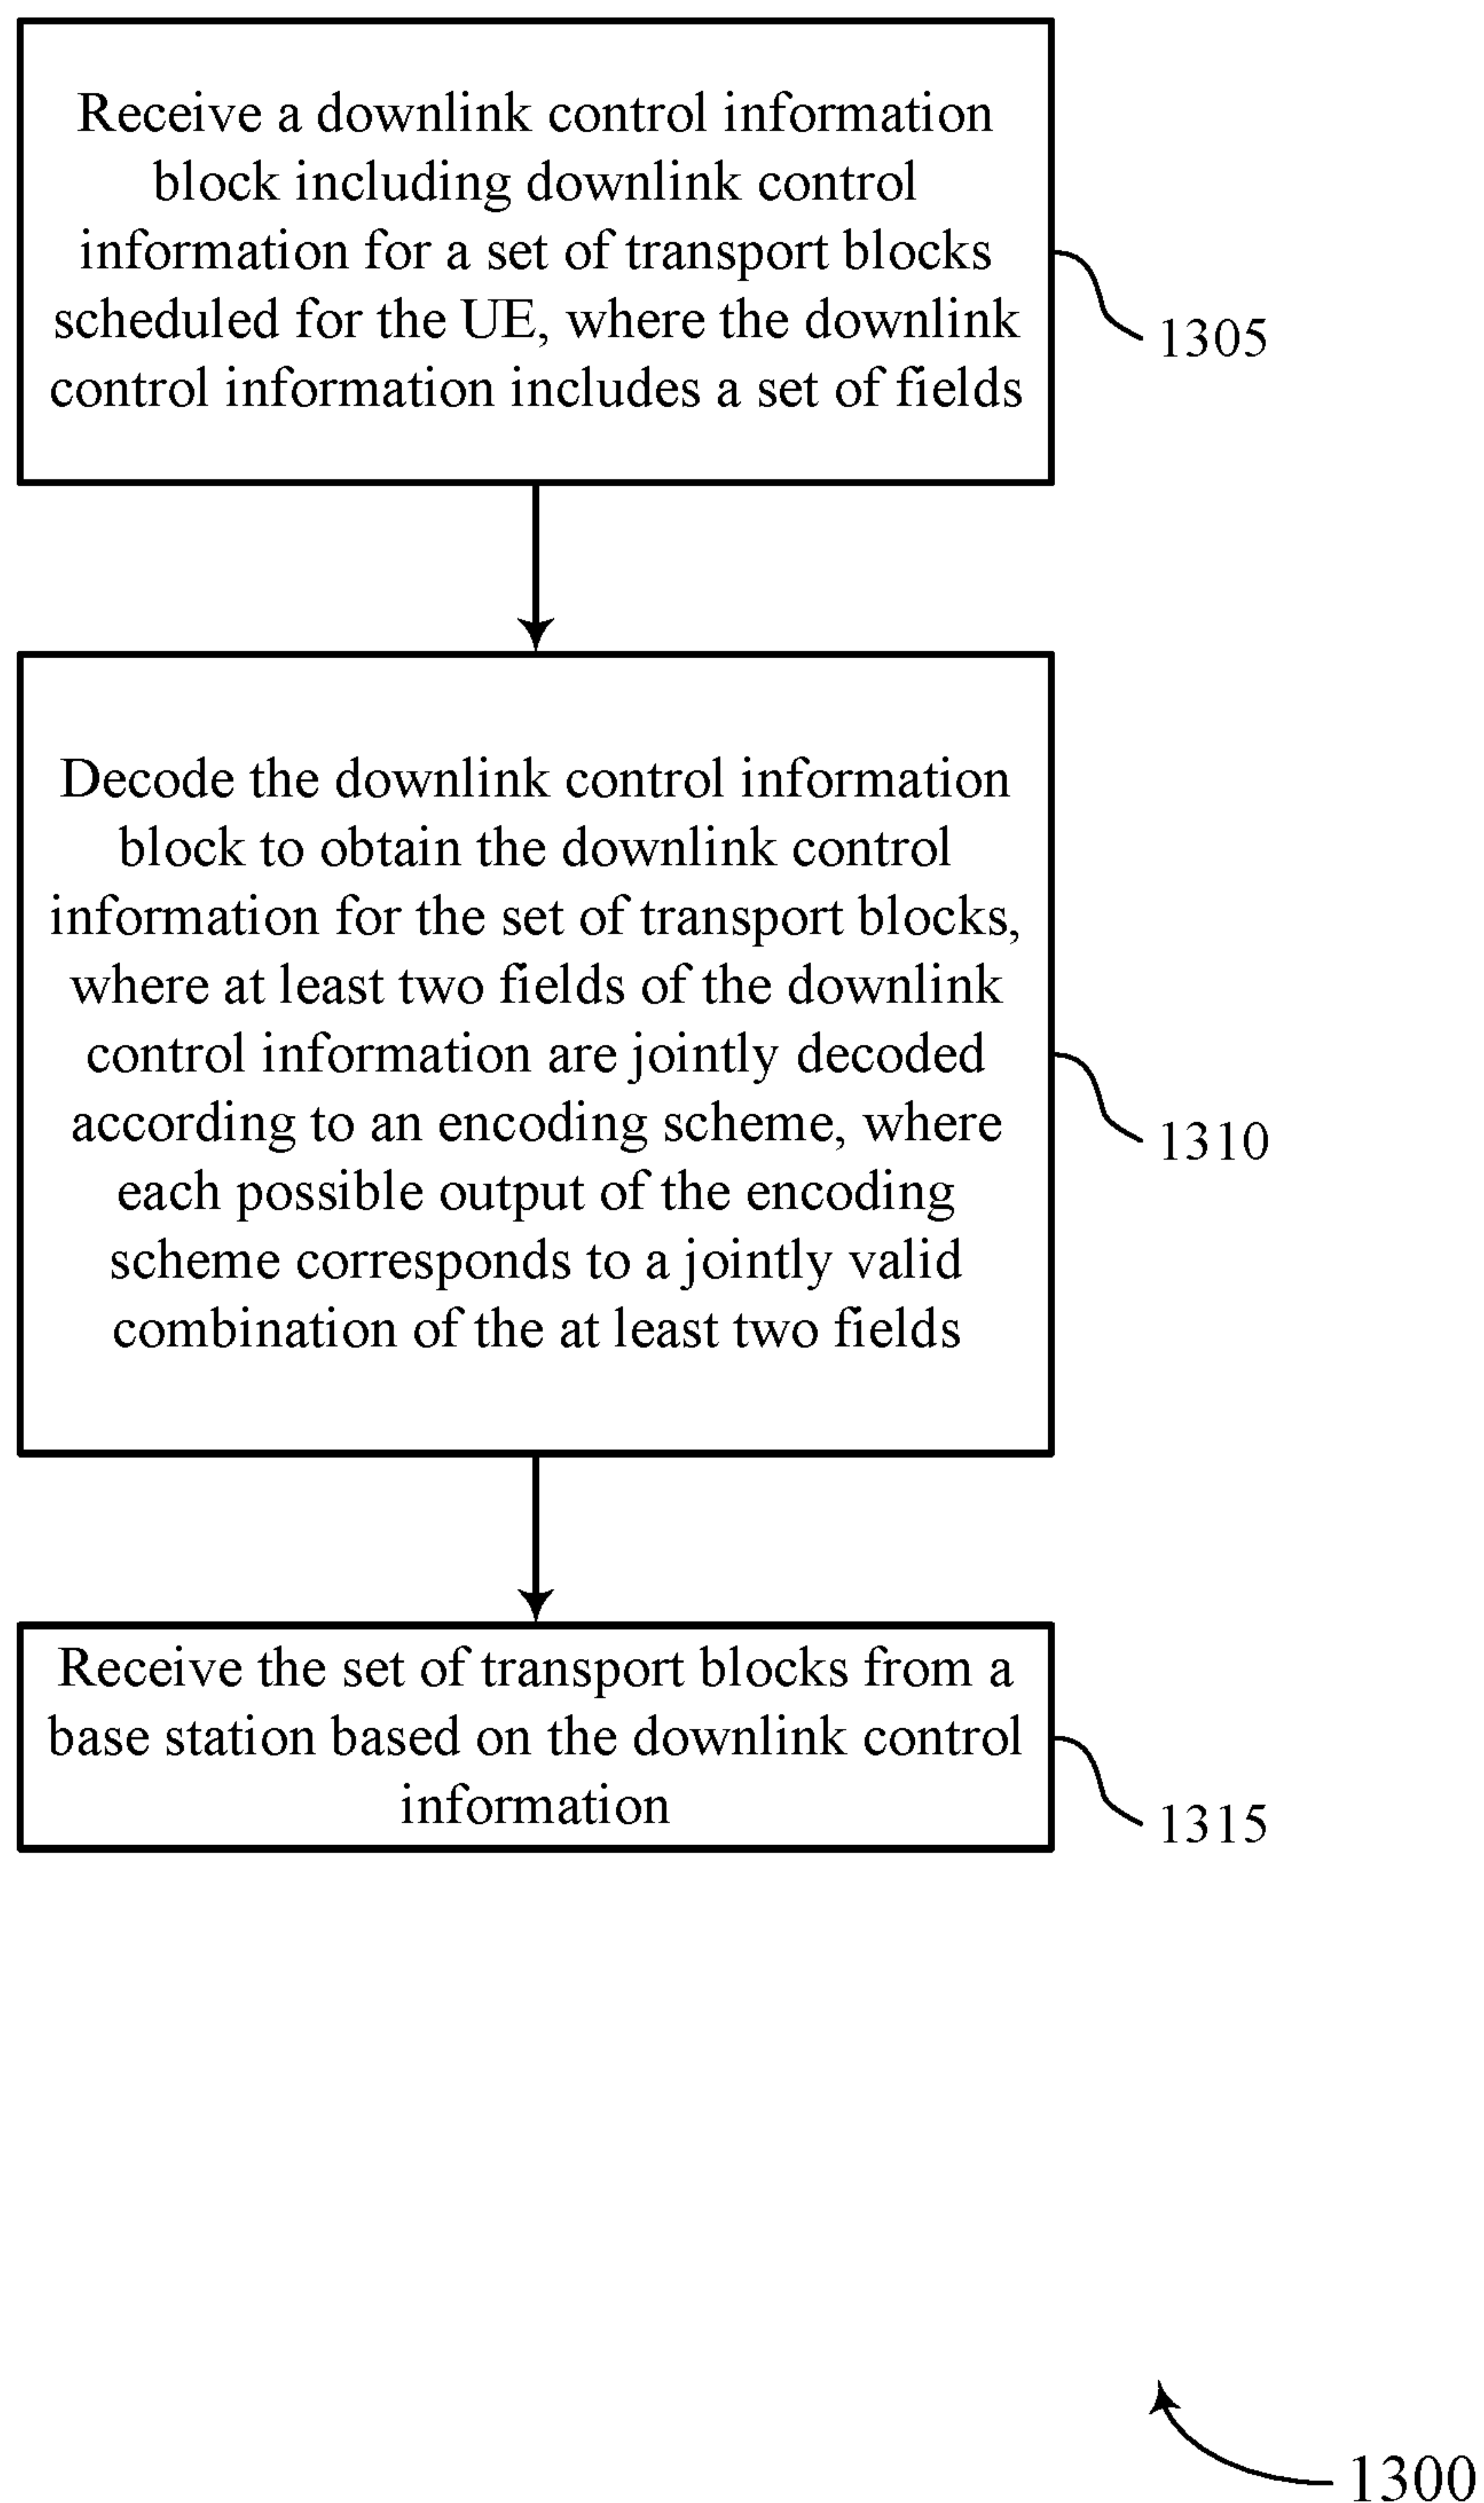 Receive a downlink control information
block including downlink control
information for a set of transport blocks
scheduled for the UE, where the downlink
control information includes a set of fields
1305
Decode the downlink control information
block to obtain the downlink control
information for the set of transport blocks,
where at least two fields of the downlink
control information are jointly decoded
according to an encoding scheme, where
each possible output of the encoding
scheme corresponds to a jointly valid
combination of the at least two fields
1310
Receive the set of transport blocks from a
base station based on the downlink control
information
1315
1300